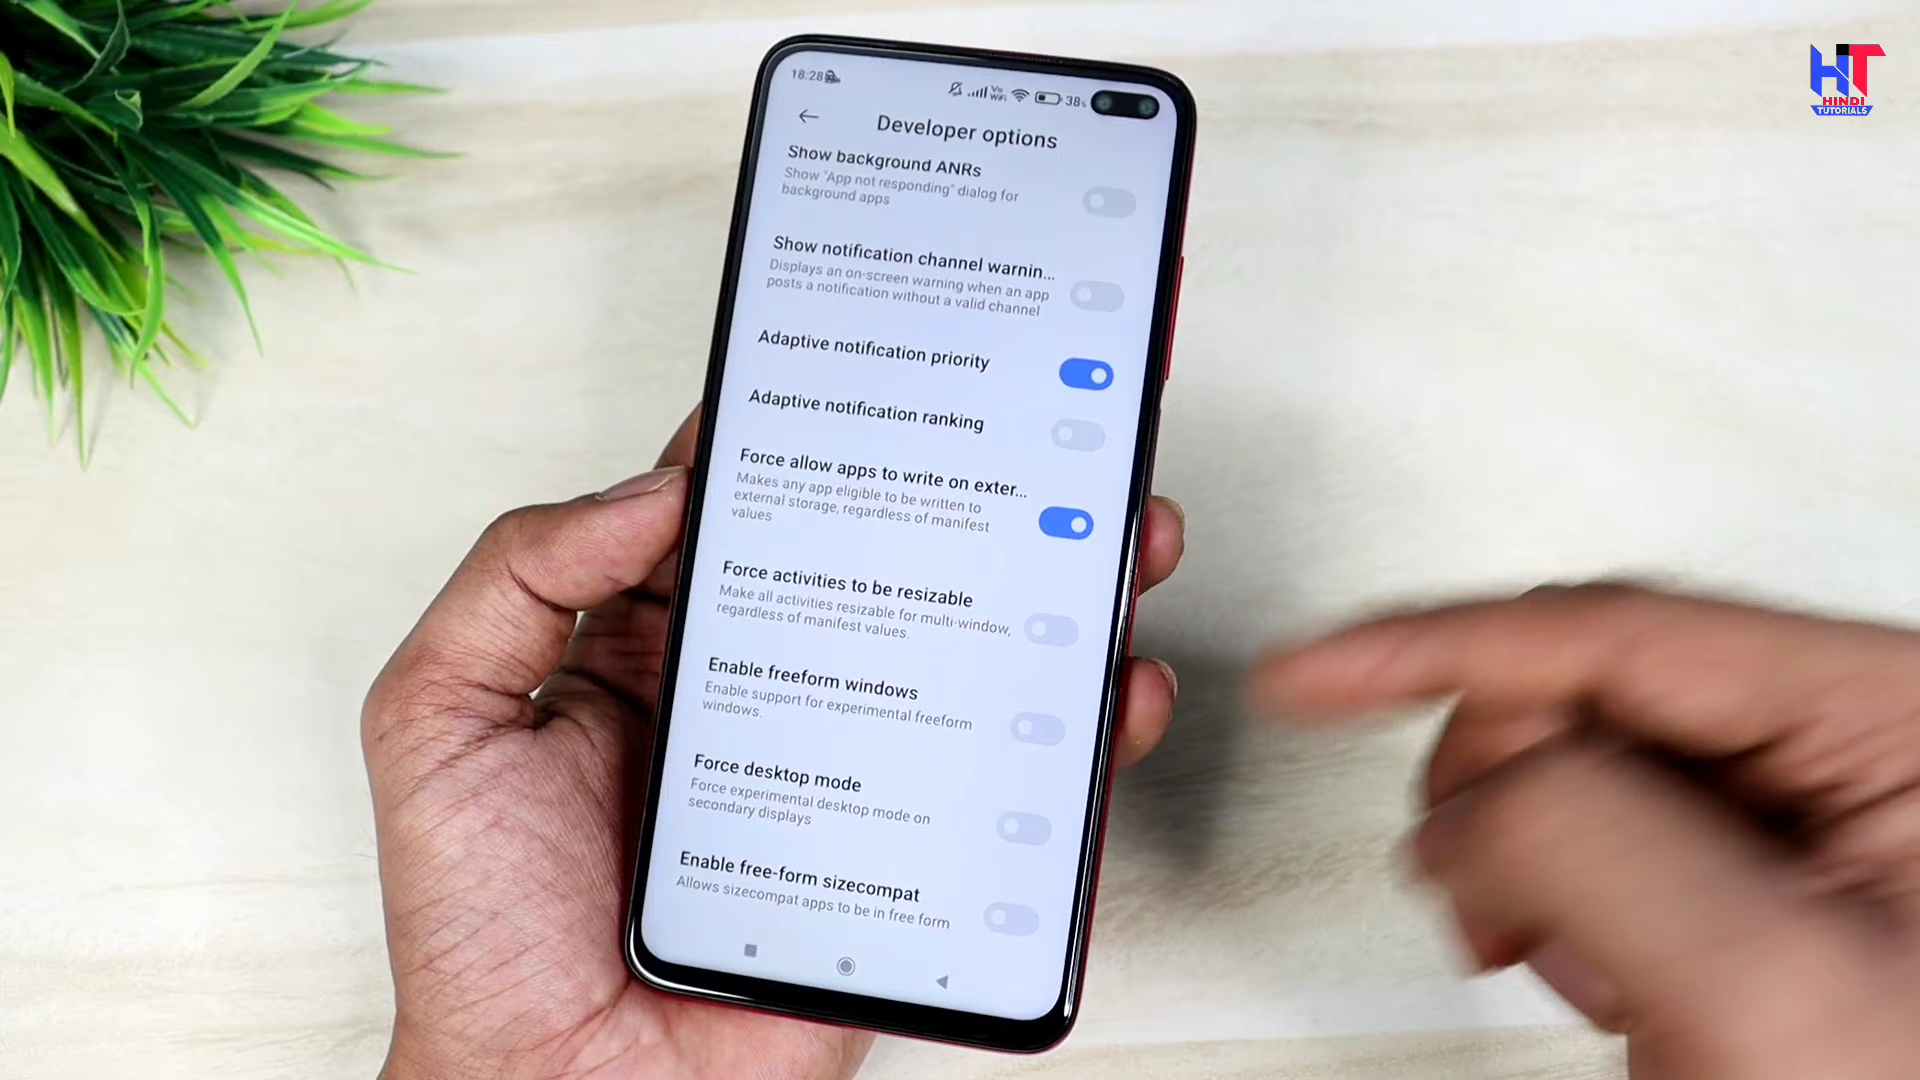 HT
HINDI
TUTORIALS
18:28
Vo
WiFi
38%
Developer options
Show background ANRs
Show "App not responding" dialog for
background apps
Show notification channel warnin...
Displays an on-screen warning when an app
posts a notification without a valid channel
Adaptive notification priority
Adaptive notification ranking
Force allow apps to write on exter...
Makes any app eligible to be written to
external storage, regardless of manifest
values
Force activities to be resizable
Make all activities resizable for multi-window,
regardless of manifest values.
Enable freeform windows
Enable support for experimental freeform
windows.
Force desktop mode
Force experimental desktop mode on
secondary displays
Enable free-form sizecompat
Allows sizecompat apps to be in free form